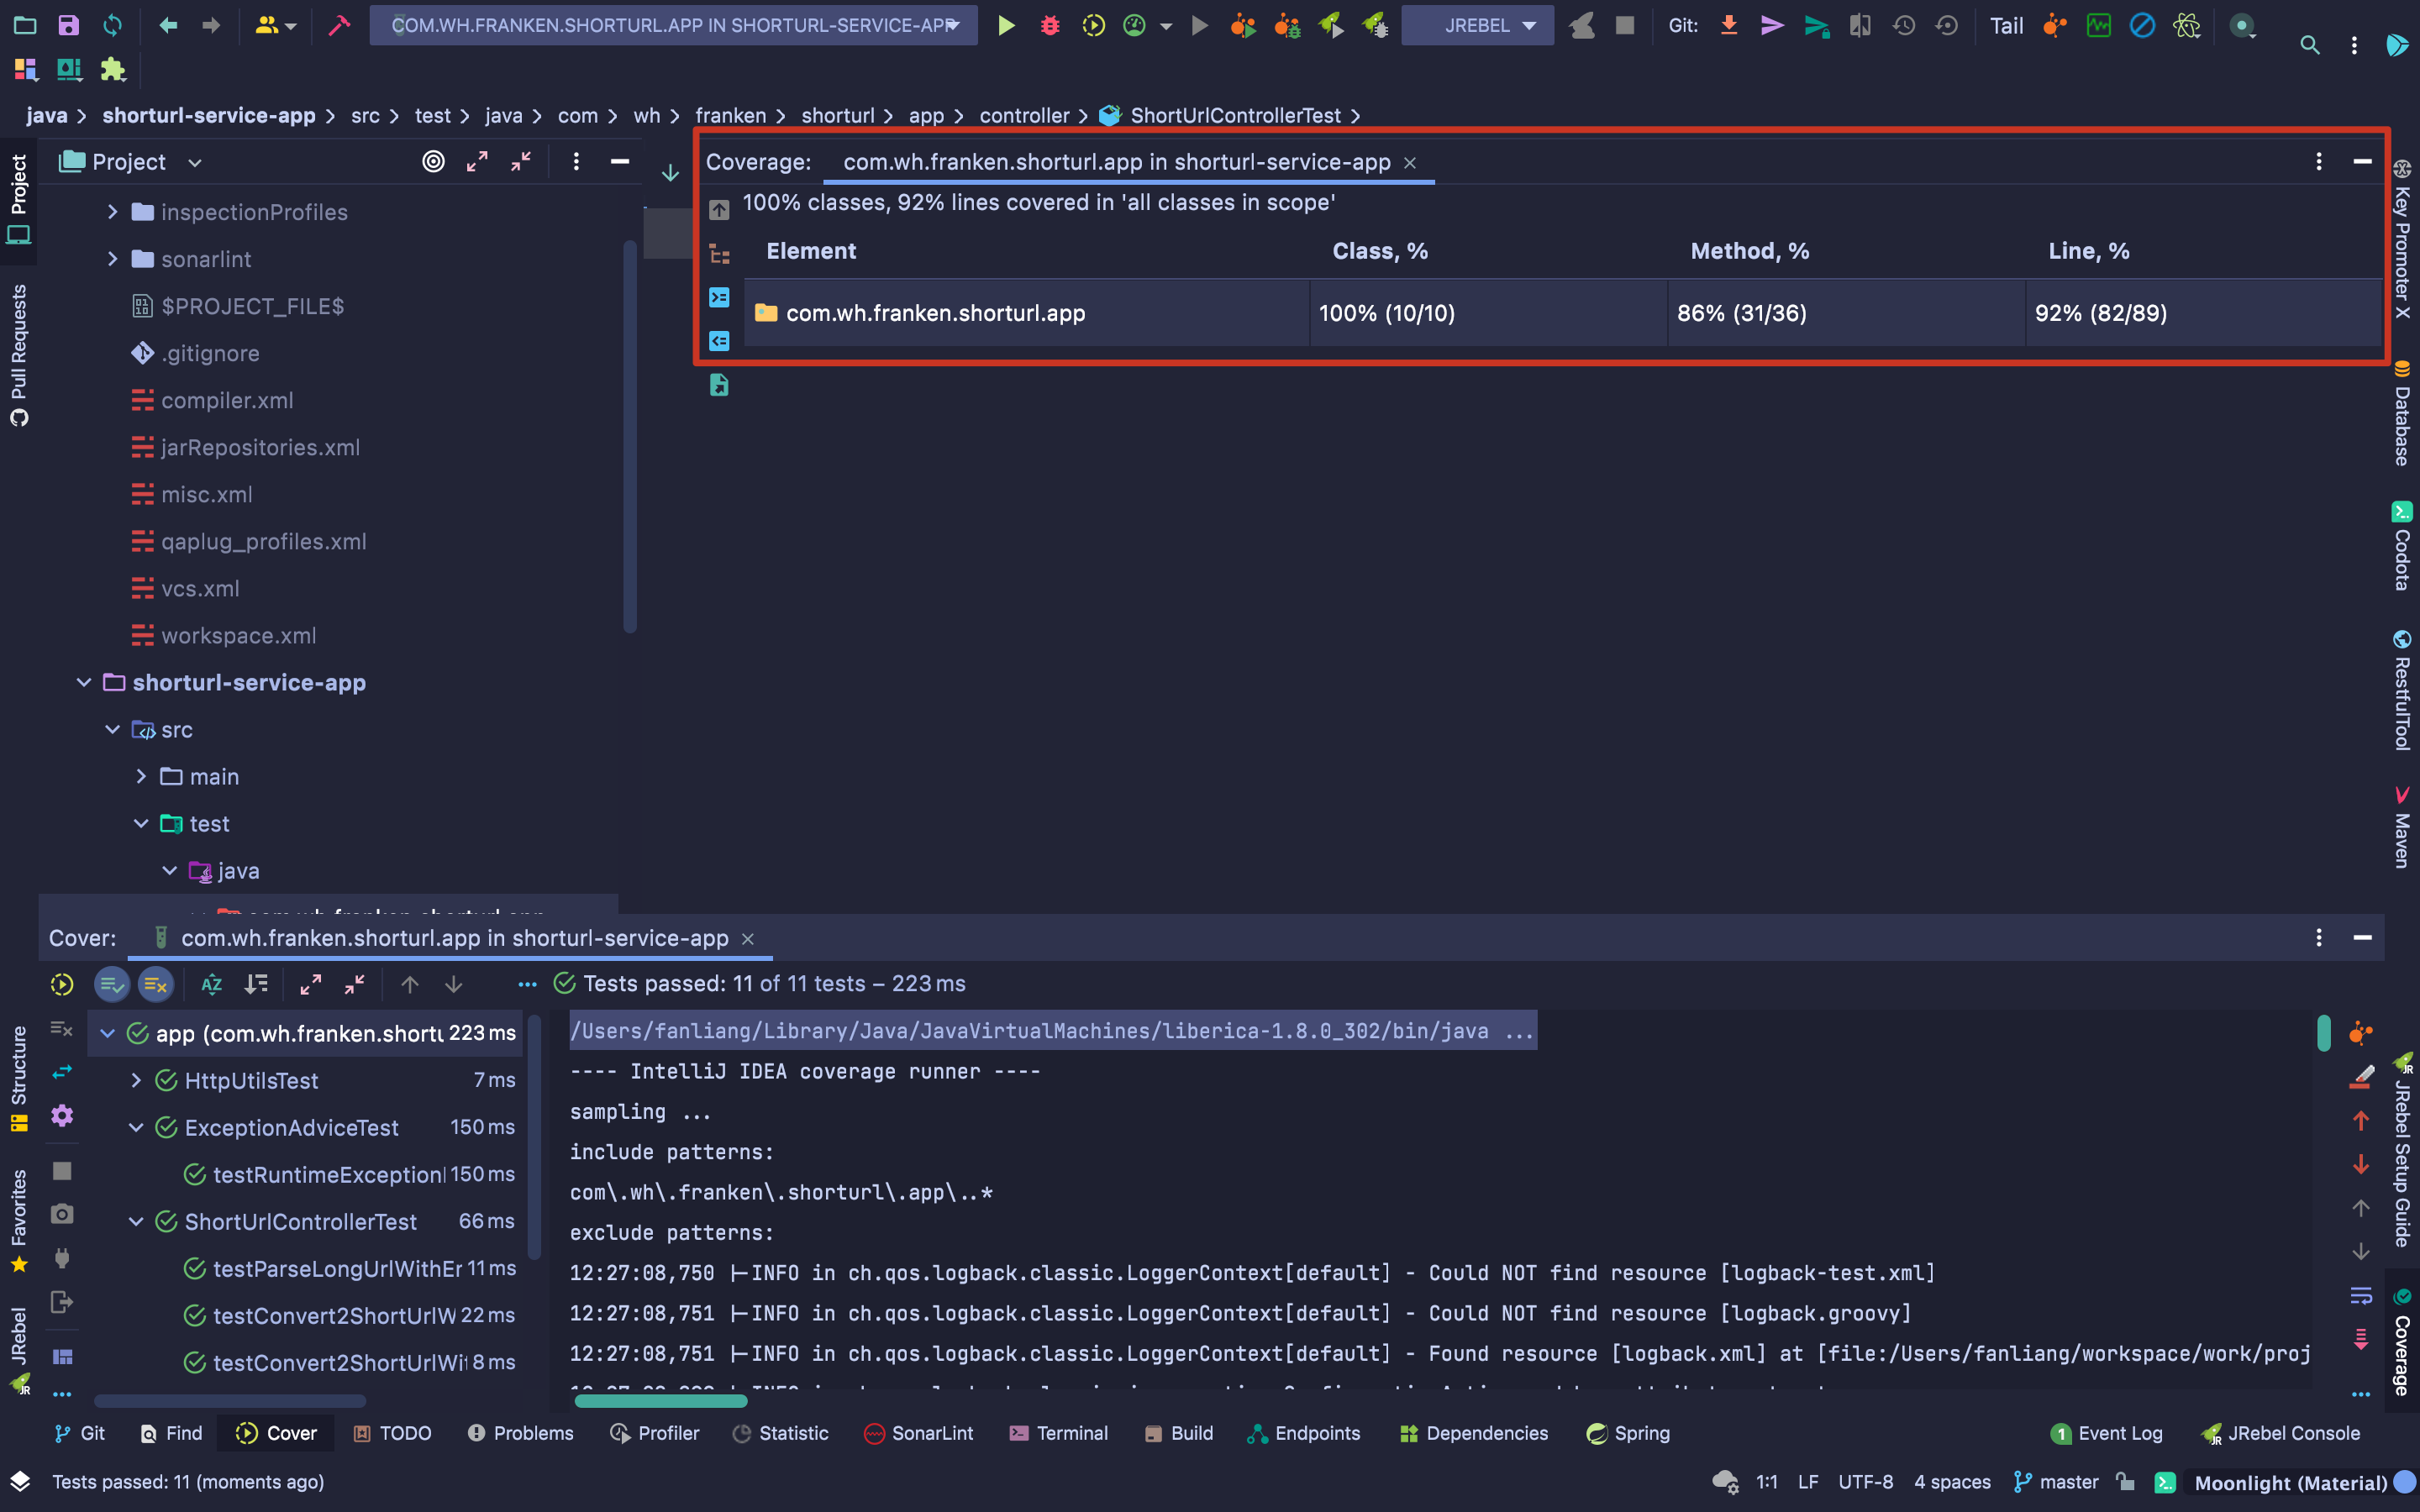 COM.WH.FRANKEN.SHORTURL.APP IN SHORTURL-SERVICE-APP
JREBEL
Git:
Tail
java
shorturl-service-app
src
test
java
com
wh
franken
shorturl
app
controller
ShortUrlControllerTest
Project
Pull Requests
Project
inspectionProfiles
sonarlint
$PROJECT_FILE$
.gitignore
compiler.xml
jarRepositories.xml
misc.xml
qaplug_profiles.xml
vcs.xml
workspace.xml
shorturl-service-app
src
main
test
java
com.wh.franken.shorturl.app
Coverage:
com.wh.franken.shorturl.app in shorturl-service-app
100% classes, 92% lines covered in 'all classes in scope'
Element Class, % Method, % Line, %
com.wh.franken.shorturl.app 100% (10/10) 86% (31/36) 92% (82/89)
Key Promoter X
Database
Codota
RestfulTool
Maven
Cover:
com.wh.franken.shorturl.app in shorturl-service-app
Tests passed: 11 of 11 tests – 223 ms
app (com.wh.franken.shortu 223 ms
HttpUtilsTest 7 ms
ExceptionAdviceTest 150 ms
testRuntimeException 150 ms
ShortUrlControllerTest 66 ms
testParseLongUrlWithEr 11 ms
testConvert2ShortUrlW 22 ms
testConvert2ShortUrlWi 8 ms
/Users/fanliang/Library/Java/JavaVirtualMachines/liberica-1.8.0_302/bin/java ...
---- IntelliJ IDEA coverage runner ----
sampling ...
include patterns:
com\.wh\.franken\.shorturl\.app\..*
exclude patterns:
12:27:08,750 |-INFO in ch.qos.logback.classic.LoggerContext[default] - Could NOT find resource [logback-test.xml]
12:27:08,751 |-INFO in ch.qos.logback.classic.LoggerContext[default] - Could NOT find resource [logback.groovy]
12:27:08,751 |-INFO in ch.qos.logback.classic.LoggerContext[default] - Found resource [logback.xml] at [file:/Users/fanliang/workspace/work/proj
Structure
Favorites
JRebel
JRebel Setup Guide
Coverage
Git
Find
Cover
TODO
Problems
Profiler
Statistic
SonarLint
Terminal
Build
Endpoints
Dependencies
Spring
1 Event Log
JRebel Console
Tests passed: 11 (moments ago)
1:1
LF
UTF-8
4 spaces
master
Moonlight (Material)